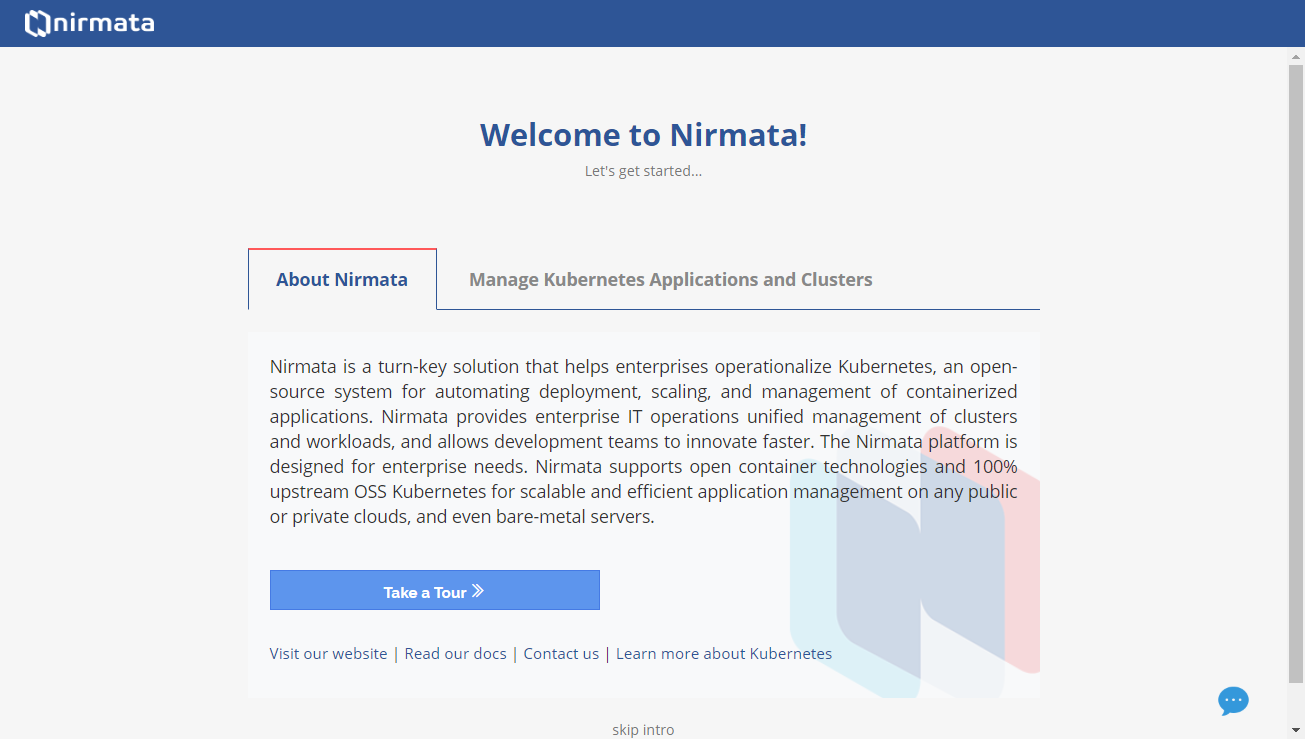 nirmata
Welcome to Nirmata!
Let's get started...
About Nirmata
Manage Kubernetes Applications and Clusters
Nirmata is a turn-key solution that helps enterprises operationalize Kubernetes, an open-
source system for automating deployment, scaling, and management of containerized
applications. Nirmata provides enterprise IT operations unified management of clusters
and workloads, and allows development teams to innovate faster. The Nirmata platform is
designed for enterprise needs. Nirmata supports open container technologies and 100%
upstream OSS Kubernetes for scalable and efficient application management on any public
or private clouds, and even bare-metal servers.
Take a Tour »
Visit our website | Read our docs | Contact us | Learn more about Kubernetes
skip intro